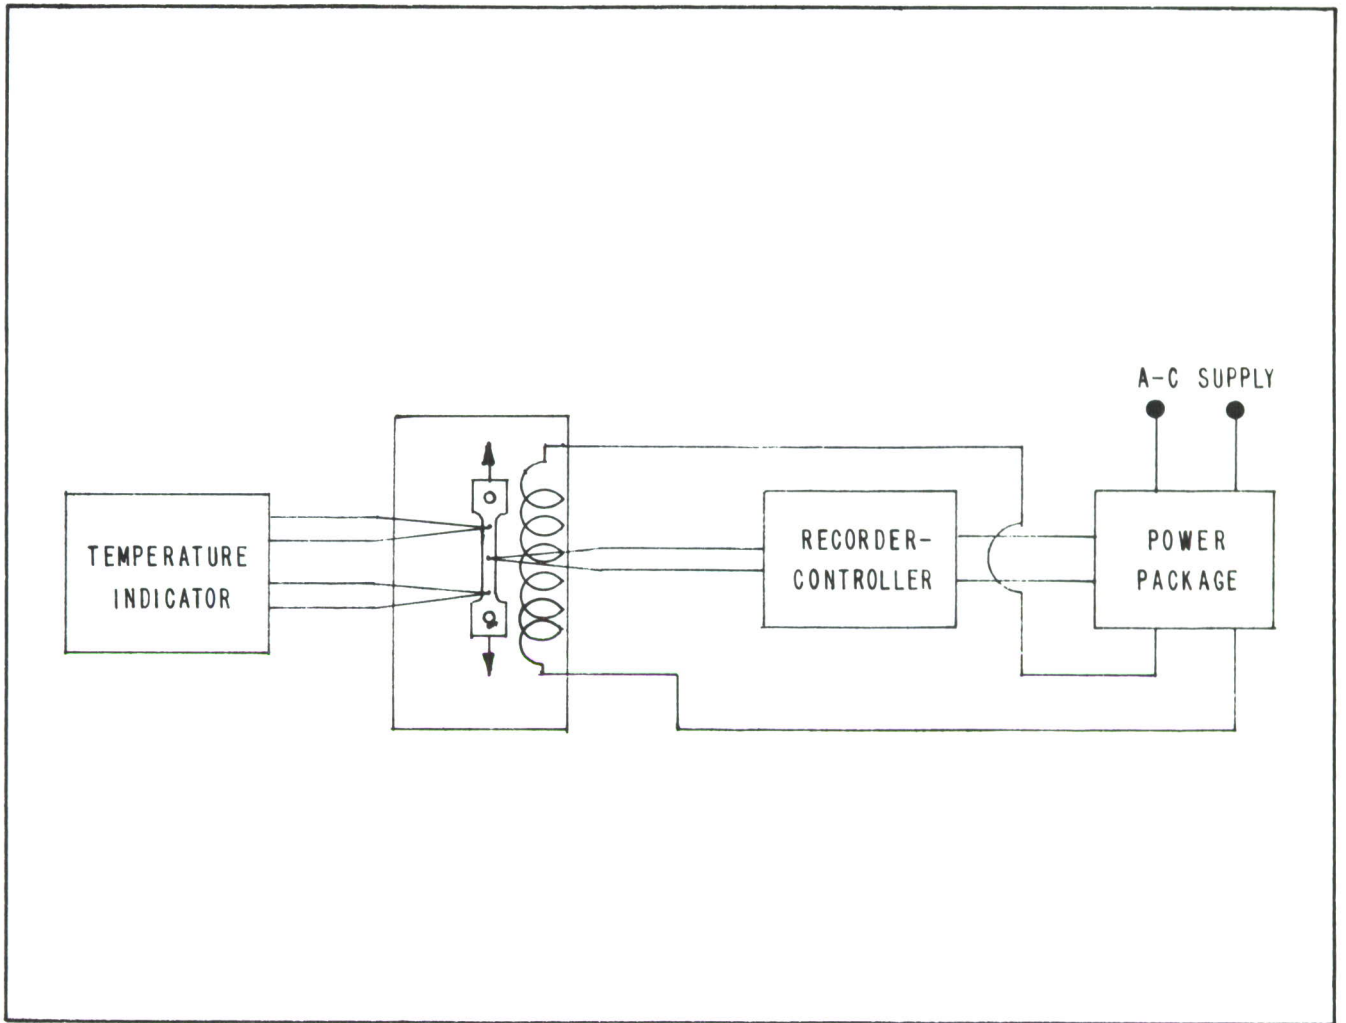 A-C SUPPLY
TEMPERATURE
INDICATOR
RECORDER-
CONTROLLER
POWER
PACKAGE